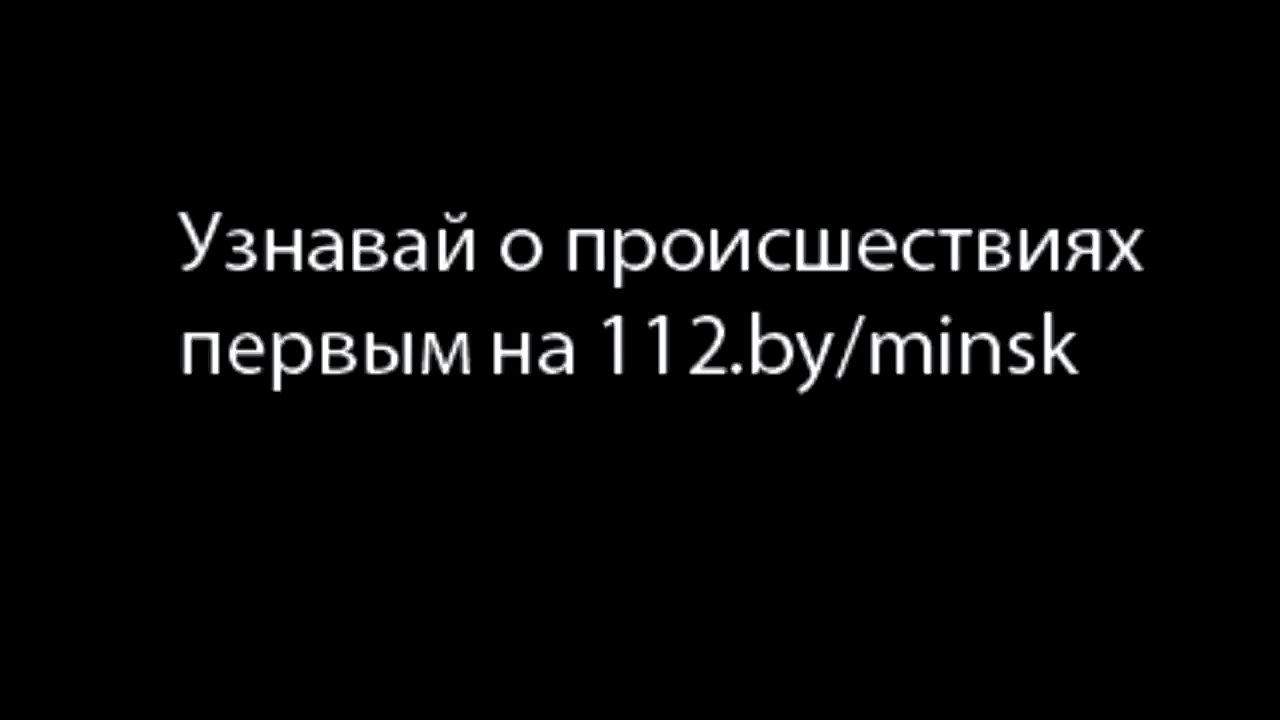 Узнавай о происшествиях
первым на 112.by/minsk